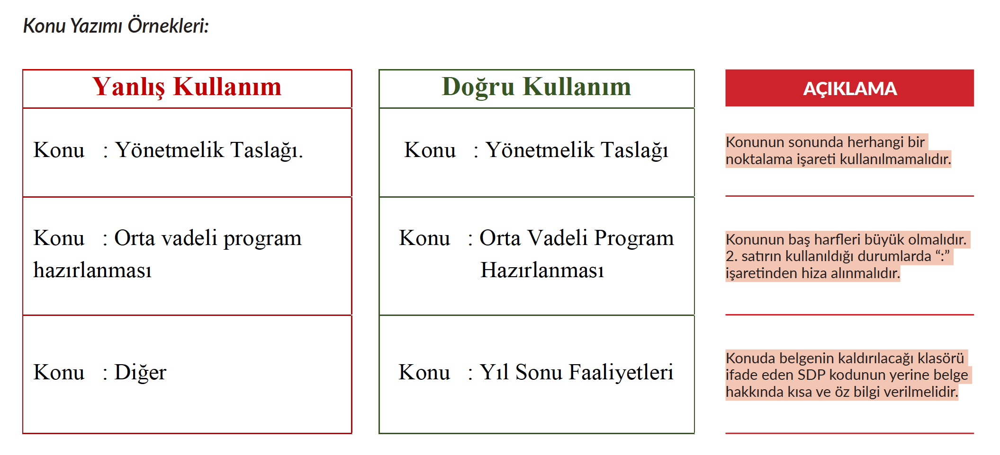 Konu Yazımı Örnekleri:
Yanlış Kullanım
Doğru Kullanım
AÇIKLAMA
Konu : Yönetmelik Taslağı.
Konu : Yönetmelik Taslağı
Konunun sonunda herhangi bir
noktalama işareti kullanılmamalıdır.
Konu : Orta vadeli program
hazırlanması
Konu : Orta Vadeli Program
Hazırlanması
Konunun baş harfleri büyük olmalıdır.
2. satırın kullanıldığı durumlarda “:”
işaretinden hiza alınmalıdır.
Konu : Diğer
Konu : Yıl Sonu Faaliyetleri
Konuda belgenin kaldırılacağı klasörü
ifade eden SDP kodunun yerine belge
hakkında kısa ve öz bilgi verilmelidir.